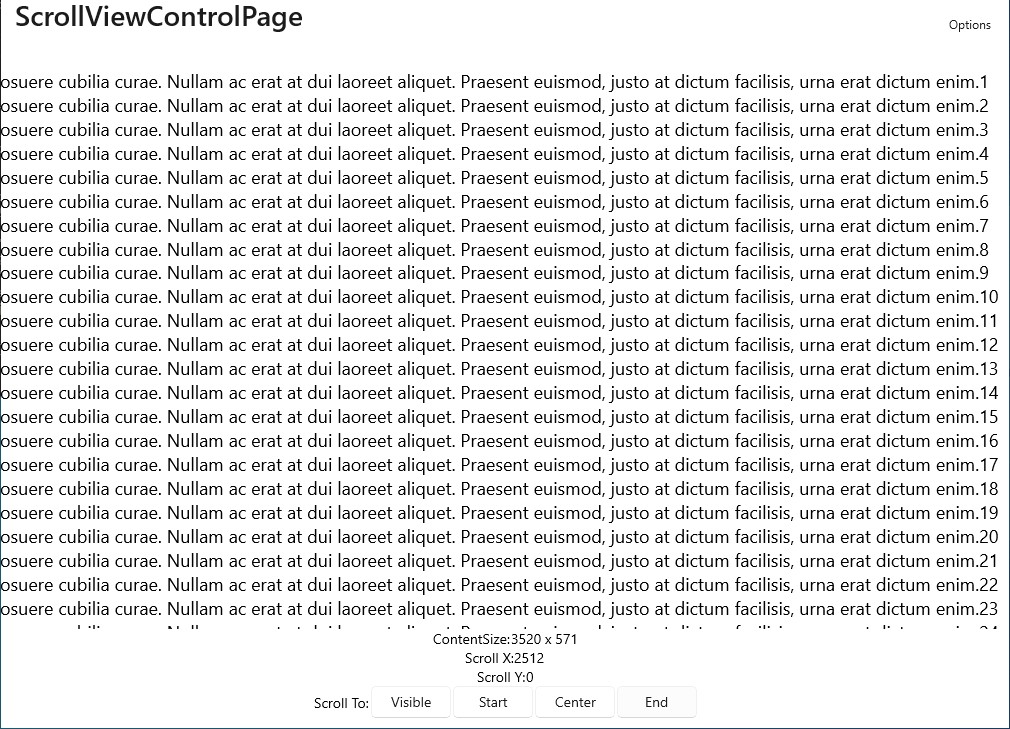 ScrollViewControlPage
Options
osuere cubilia curae. Nullam ac erat at dui laoreet aliquet. Praesent euismod, justo at dictum facilisis, urna erat dictum enim.1
osuere cubilia curae. Nullam ac erat at dui laoreet aliquet. Praesent euismod, justo at dictum facilisis, urna erat dictum enim.2
osuere cubilia curae. Nullam ac erat at dui laoreet aliquet. Praesent euismod, justo at dictum facilisis, urna erat dictum enim.3
osuere cubilia curae. Nullam ac erat at dui laoreet aliquet. Praesent euismod, justo at dictum facilisis, urna erat dictum enim.4
osuere cubilia curae. Nullam ac erat at dui laoreet aliquet. Praesent euismod, justo at dictum facilisis, urna erat dictum enim.5
osuere cubilia curae. Nullam ac erat at dui laoreet aliquet. Praesent euismod, justo at dictum facilisis, urna erat dictum enim.6
osuere cubilia curae. Nullam ac erat at dui laoreet aliquet. Praesent euismod, justo at dictum facilisis, urna erat dictum enim.7
osuere cubilia curae. Nullam ac erat at dui laoreet aliquet. Praesent euismod, justo at dictum facilisis, urna erat dictum enim.8
osuere cubilia curae. Nullam ac erat at dui laoreet aliquet. Praesent euismod, justo at dictum facilisis, urna erat dictum enim.9
osuere cubilia curae. Nullam ac erat at dui laoreet aliquet. Praesent euismod, justo at dictum facilisis, urna erat dictum enim.10
osuere cubilia curae. Nullam ac erat at dui laoreet aliquet. Praesent euismod, justo at dictum facilisis, urna erat dictum enim.11
osuere cubilia curae. Nullam ac erat at dui laoreet aliquet. Praesent euismod, justo at dictum facilisis, urna erat dictum enim.12
osuere cubilia curae. Nullam ac erat at dui laoreet aliquet. Praesent euismod, justo at dictum facilisis, urna erat dictum enim.13
osuere cubilia curae. Nullam ac erat at dui laoreet aliquet. Praesent euismod, justo at dictum facilisis, urna erat dictum enim.14
osuere cubilia curae. Nullam ac erat at dui laoreet aliquet. Praesent euismod, justo at dictum facilisis, urna erat dictum enim.15
osuere cubilia curae. Nullam ac erat at dui laoreet aliquet. Praesent euismod, justo at dictum facilisis, urna erat dictum enim.16
osuere cubilia curae. Nullam ac erat at dui laoreet aliquet. Praesent euismod, justo at dictum facilisis, urna erat dictum enim.17
osuere cubilia curae. Nullam ac erat at dui laoreet aliquet. Praesent euismod, justo at dictum facilisis, urna erat dictum enim.18
osuere cubilia curae. Nullam ac erat at dui laoreet aliquet. Praesent euismod, justo at dictum facilisis, urna erat dictum enim.19
osuere cubilia curae. Nullam ac erat at dui laoreet aliquet. Praesent euismod, justo at dictum facilisis, urna erat dictum enim.20
osuere cubilia curae. Nullam ac erat at dui laoreet aliquet. Praesent euismod, justo at dictum facilisis, urna erat dictum enim.21
osuere cubilia curae. Nullam ac erat at dui laoreet aliquet. Praesent euismod, justo at dictum facilisis, urna erat dictum enim.22
osuere cubilia curae. Nullam ac erat at dui laoreet aliquet. Praesent euismod, justo at dictum facilisis, urna erat dictum enim.23
ContentSize:3520 x 571
Scroll X:2512
Scroll Y:0
Scroll To: Visible Start Center End